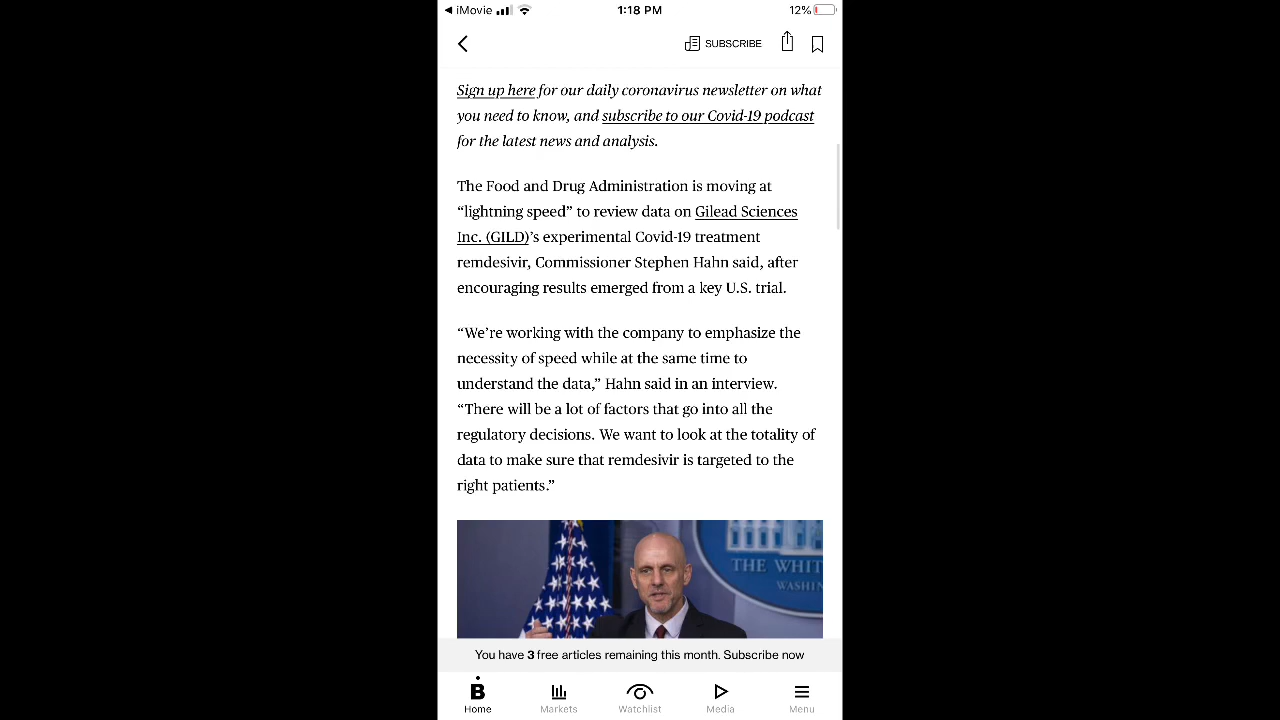 ◀ iMovie
1:18 PM
12%
SUBSCRIBE
Sign up here for our daily coronavirus newsletter on what
you need to know, and subscribe to our Covid-19 podcast
for the latest news and analysis.
The Food and Drug Administration is moving at
“lightning speed” to review data on Gilead Sciences
Inc. (GILD)’s experimental Covid-19 treatment
remdesivir, Commissioner Stephen Hahn said, after
encouraging results emerged from a key U.S. trial.
“We’re working with the company to emphasize the
necessity of speed while at the same time to
understand the data,” Hahn said in an interview.
“There will be a lot of factors that go into all the
regulatory decisions. We want to look at the totality of
data to make sure that remdesivir is targeted to the
right patients.”
THE WHIT
WASHIN
You have 3 free articles remaining this month. Subscribe now
B
Home
Markets
Watchlist
Media
Menu